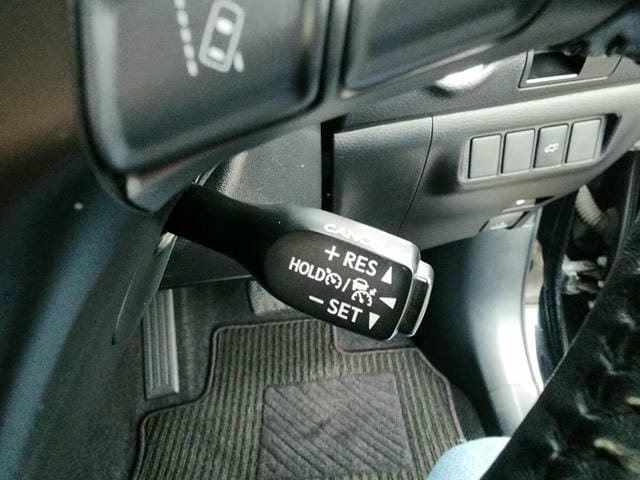 CANCEL
+ RES
HOLD /
− SET